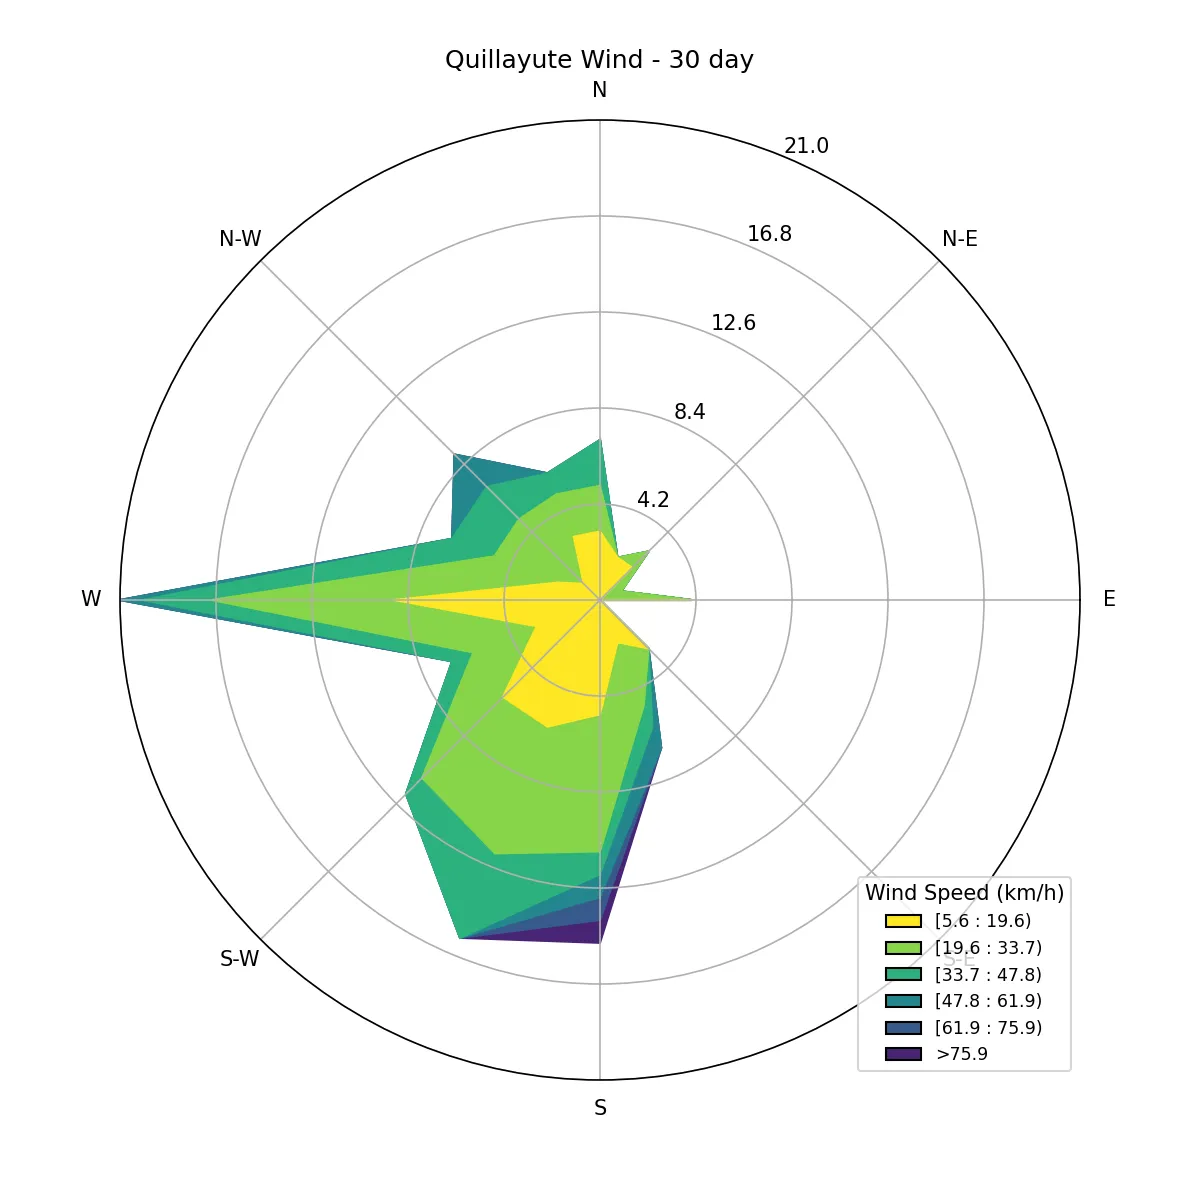 Quillayute Wind - 30 day
N
21.0
16.8
N-W
N-E
12.6
8.4
4.2
W
E
Wind Speed (km/h)
[5.6 : 19.6)
[19.6 : 33.7)
S-W
S-E
[33.7 : 47.8)
[47.8 : 61.9)
[61.9 : 75.9)
>75.9
S